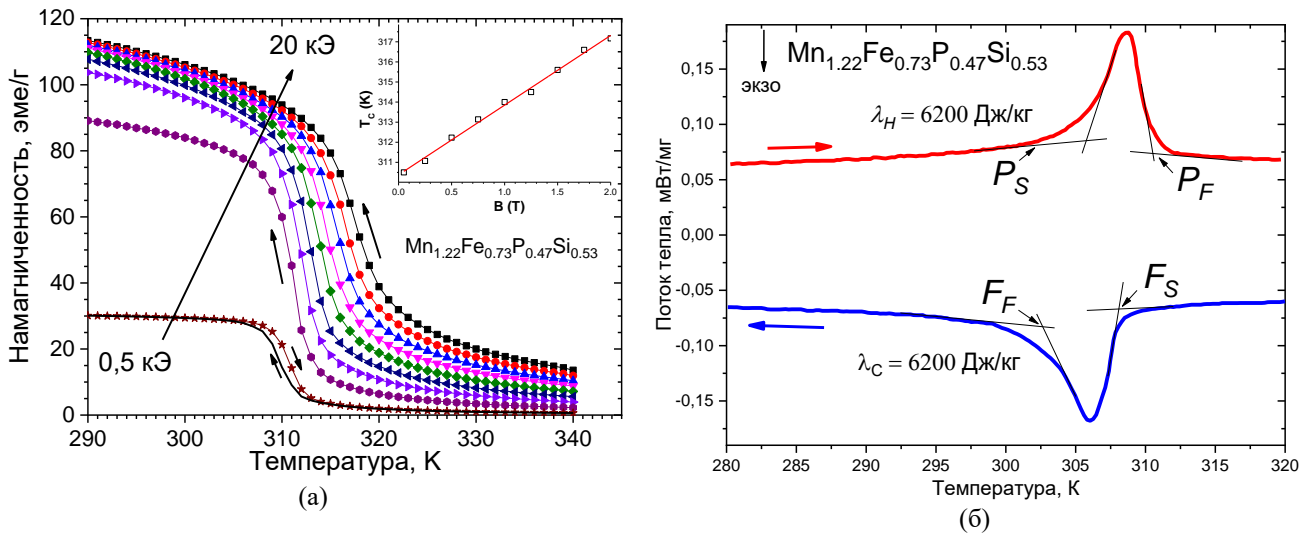 120
100
80
60
40
20
0
Намагниченность, эме/г
20 кЭ
0,5 кЭ
317
316
315
314
313
312
311
T_C (K)
0.0 0.5 1.0 1.5 2.0
B (T)
Mn1.22Fe0.73P0.47Si0.53
290 300 310 320 330 340
Температура, K
(а)
0,15
0,10
0,05
0,00
-0,05
-0,10
-0,15
Поток тепла, мВт/мг
экзо
Mn1.22Fe0.73P0.47Si0.53
λH = 6200 Дж/кг
PS
PF
FF
FS
λC = 6200 Дж/кг
280 285 290 295 300 305 310 315 320
Температура, К
(б)